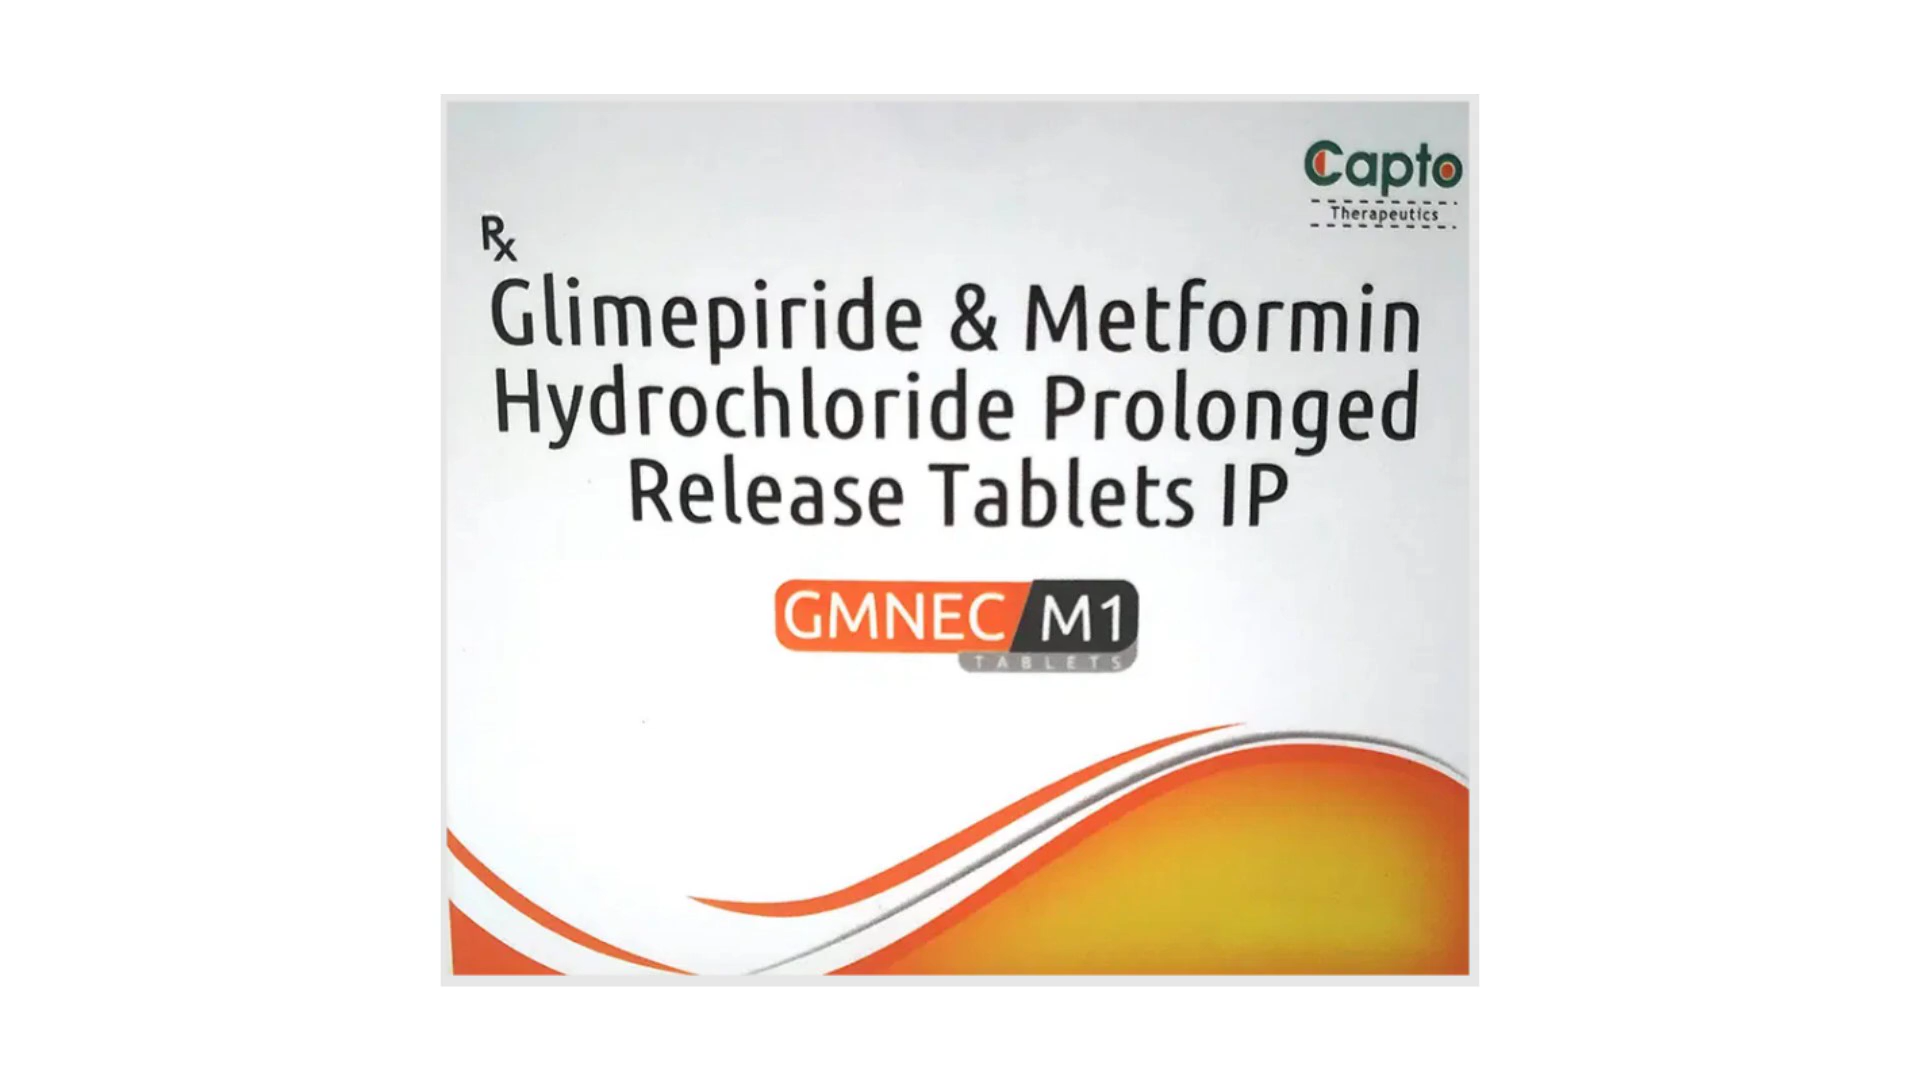 Capto
Therapeutics
Rx
Glimepiride & Metformin
Hydrochloride Prolonged
Release Tablets IP
GMNEC M1
TABLETS